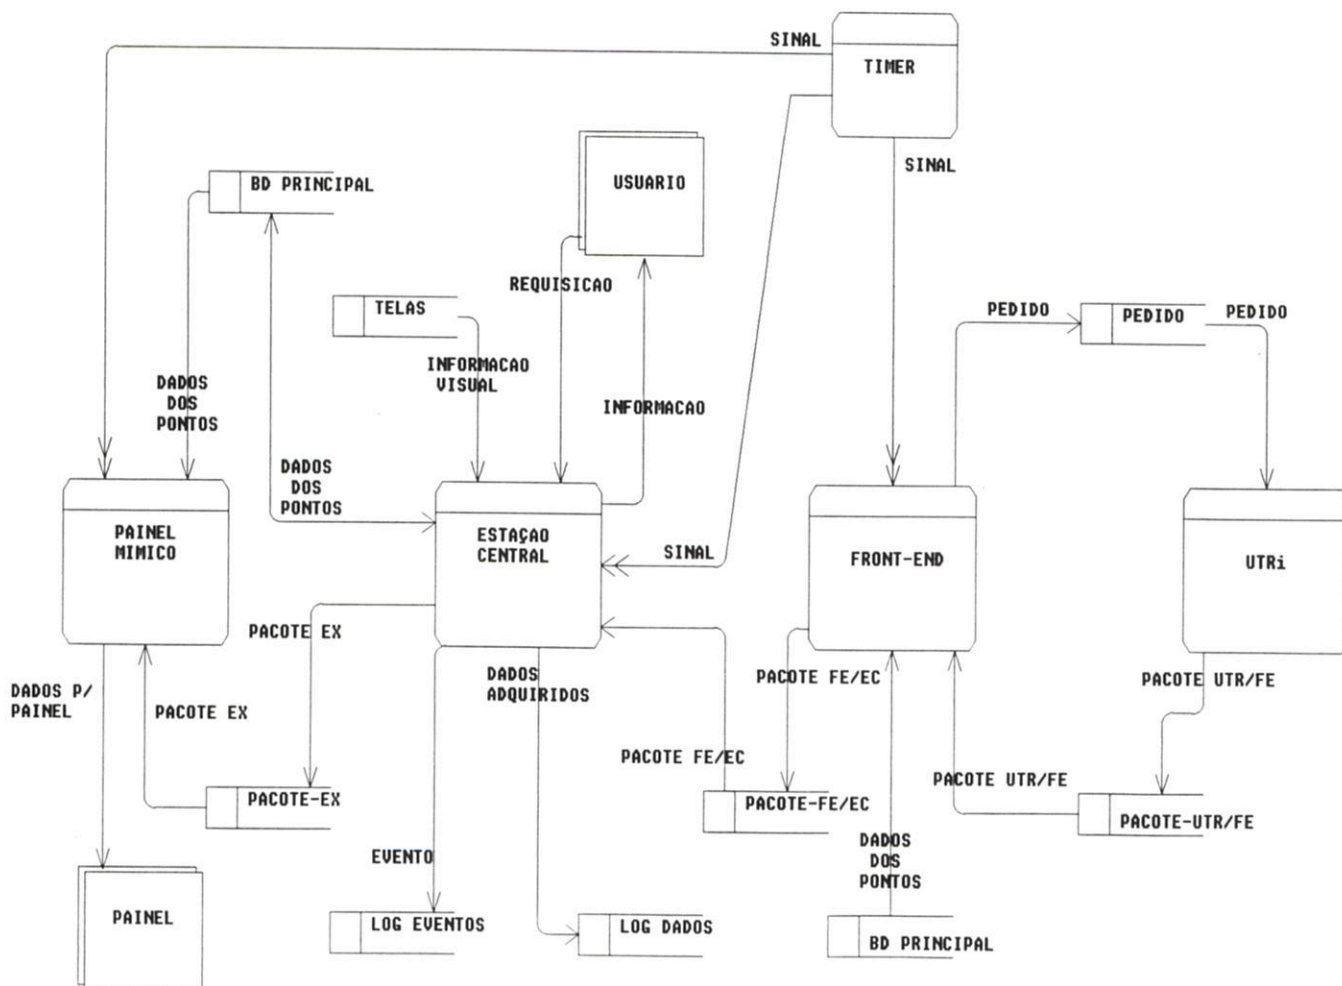 SINAL
TIMER
SINAL
BD PRINCIPAL
USUARIO
REQUISICAO
TELAS
PEDIDO
PEDIDO
PEDIDO
INFORMACAO
VISUAL
DADOS
DOS
PONTOS
INFORMACAO
DADOS
DOS
PONTOS
PAINEL
MIMICO
ESTAÇAO
CENTRAL
SINAL
FRONT-END
UTRi
PACOTE EX
DADOS
ADQUIRIDOS
PACOTE FE/EC
PACOTE UTR/FE
DADOS P/
PAINEL
PACOTE EX
PACOTE FE/EC
PACOTE UTR/FE
PACOTE-EX
PACOTE-FE/EC
PACOTE-UTR/FE
EVENTO
DADOS
DOS
PONTOS
PAINEL
LOG EVENTOS
LOG DADOS
BD PRINCIPAL